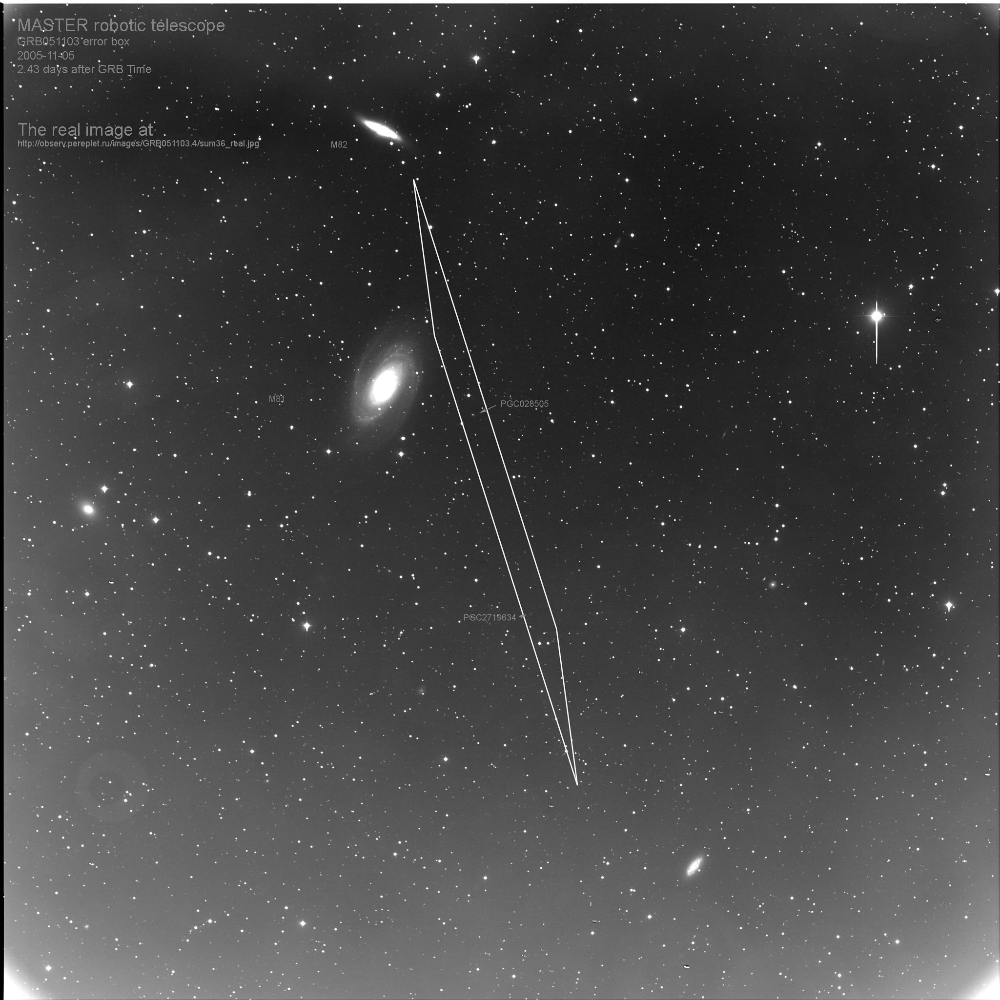 MASTER robotic telescope
GRB051103 error box
2005-11-05
2.43 days after GRB Time
The real image at
http://observ.pereplet.ru/images/GRB051103.4/sum36_real.jpg
M82
M81
PGC028505
PGC2719634